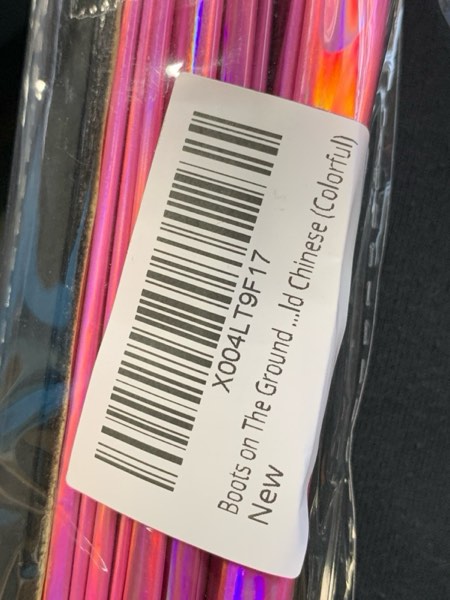 X004LT9F17
Boots on The Ground ...ld Chinese (Colorful)
New